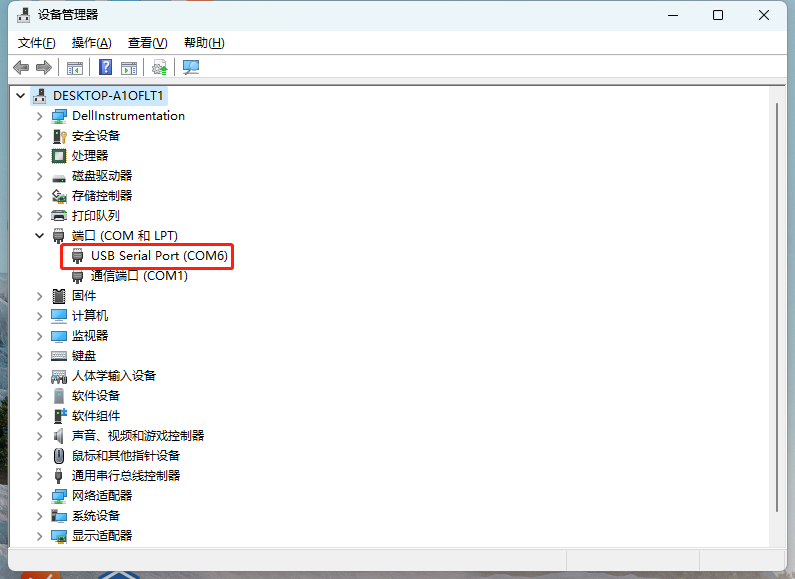 设备管理器
文件(F) 操作(A) 查看(V) 帮助(H)
DESKTOP-A1OFLT1
DellInstrumentation
安全设备
处理器
磁盘驱动器
存储控制器
打印队列
端口 (COM 和 LPT)
USB Serial Port (COM6)
通信端口 (COM1)
固件
计算机
监视器
键盘
人体学输入设备
软件设备
软件组件
声音、视频和游戏控制器
鼠标和其他指针设备
通用串行总线控制器
网络适配器
系统设备
显示适配器